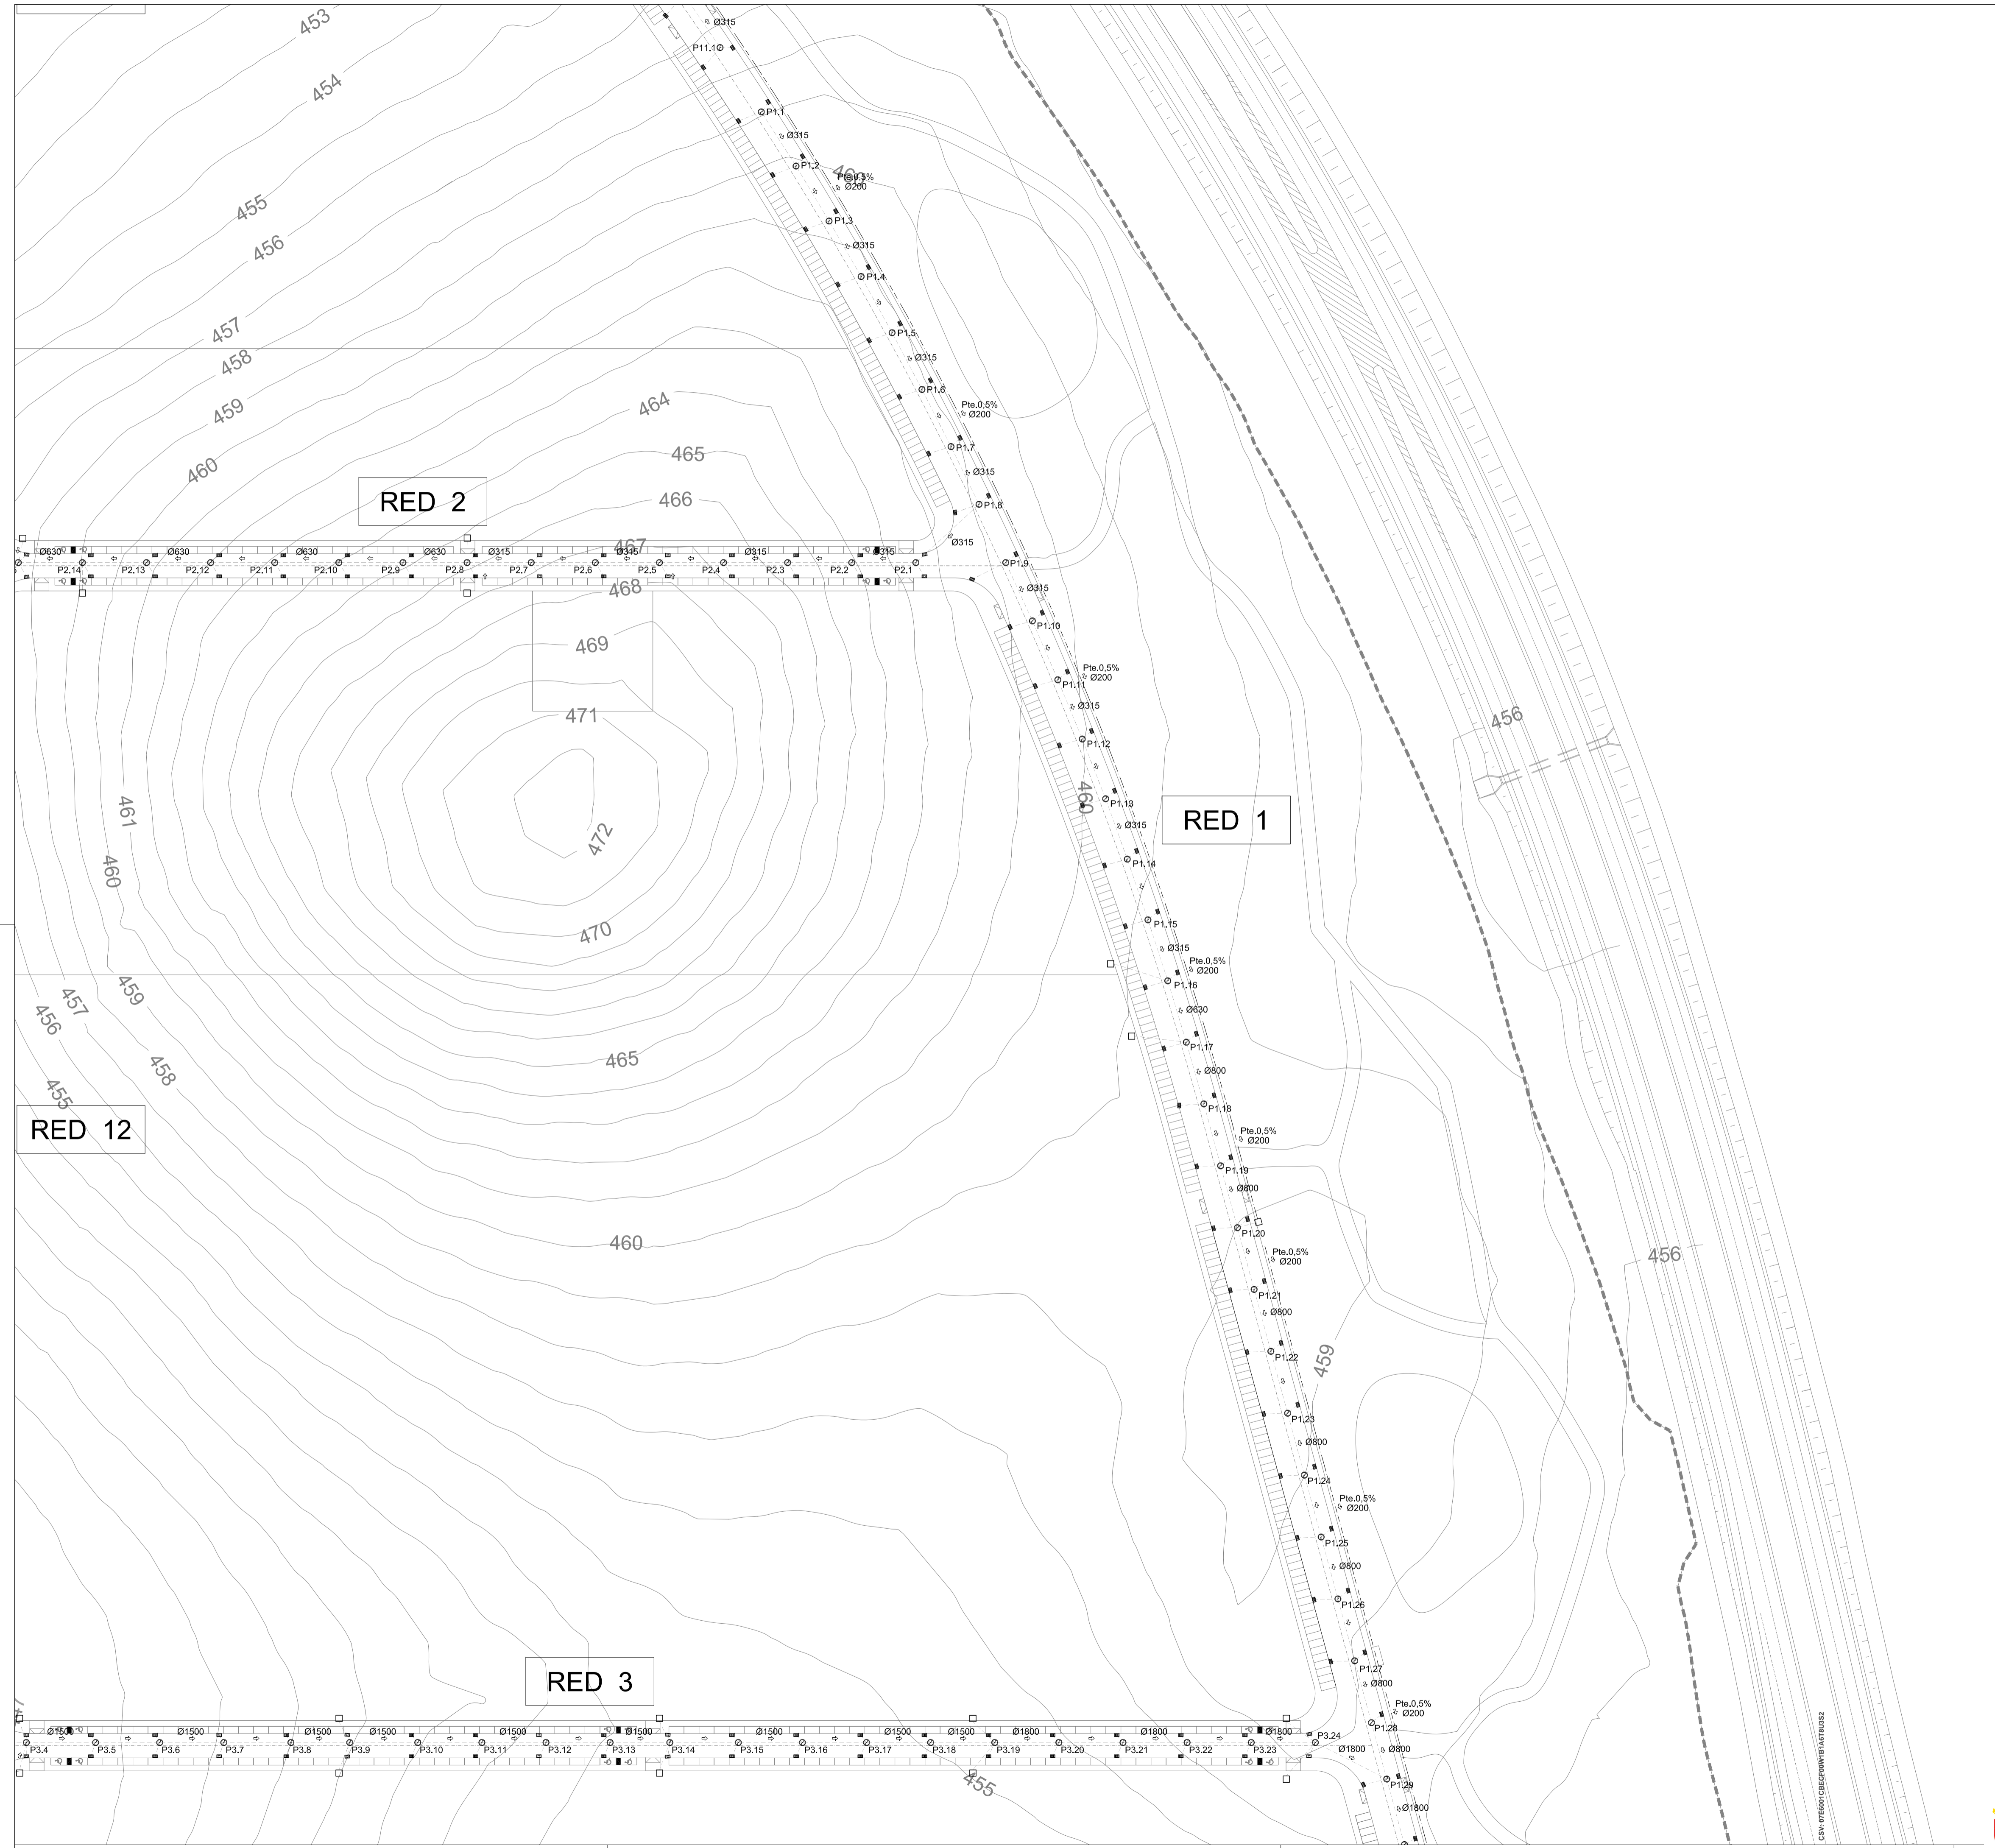 453
Ø315
P11.1
454
P1.1
Ø315
P1.2
Pte.0,5%
Ø200
455
P1.3
456
Ø315
P1.4
457
P1.5
458
Ø315
P1.6
464
Pte.0,5%
Ø200
459
P1.7
465
460
Ø315
466
RED 2
P1.8
467
Ø315
Ø630
Ø630
Ø630
Ø630
Ø315
Ø315
Ø315
Ø315
P2.14
P2.13
P2.12
P2.11
P2.10
P2.9
P2.8
P2.7
P2.6
P2.5
P2.4
P2.3
P2.2
P2.1
P1.9
468
Ø315
P1.10
469
Pte.0,5%
Ø200
P1.11
Ø315
471
456
P1.12
460
P1.13
461
RED 1
Ø315
472
P1.14
460
P1.15
470
Ø315
Pte.0,5%
Ø200
P1.16
459
457
456
Ø630
P1.17
465
458
Ø800
455
P1.18
RED 12
Pte.0,5%
Ø200
P1.19
Ø800
P1.20
460
Pte.0,5%
Ø200
456
P1.21
Ø800
P1.22
459
P1.23
Ø800
P1.24
Pte.0,5%
Ø200
P1.25
Ø800
P1.26
P1.27
RED 3
Ø800
Pte.0,5%
Ø200
P1.28
Ø1500
Ø1500
Ø1500
Ø1500
Ø1500
Ø1500
Ø1500
Ø1500
Ø1500
Ø1800
Ø1800
Ø1800
P3.24
P3.4
P3.5
P3.6
P3.7
P3.8
P3.9
P3.10
P3.11
P3.12
P3.13
P3.14
P3.15
P3.16
P3.17
P3.18
P3.19
P3.20
P3.21
P3.22
P3.23
Ø1800
Ø800
455
P1.29
Ø1800
CSV: 07E6001CBECF00W1B1A6T8U3S2